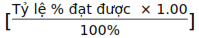 [Tỷ lệ % đạt được × 1.00
100%]